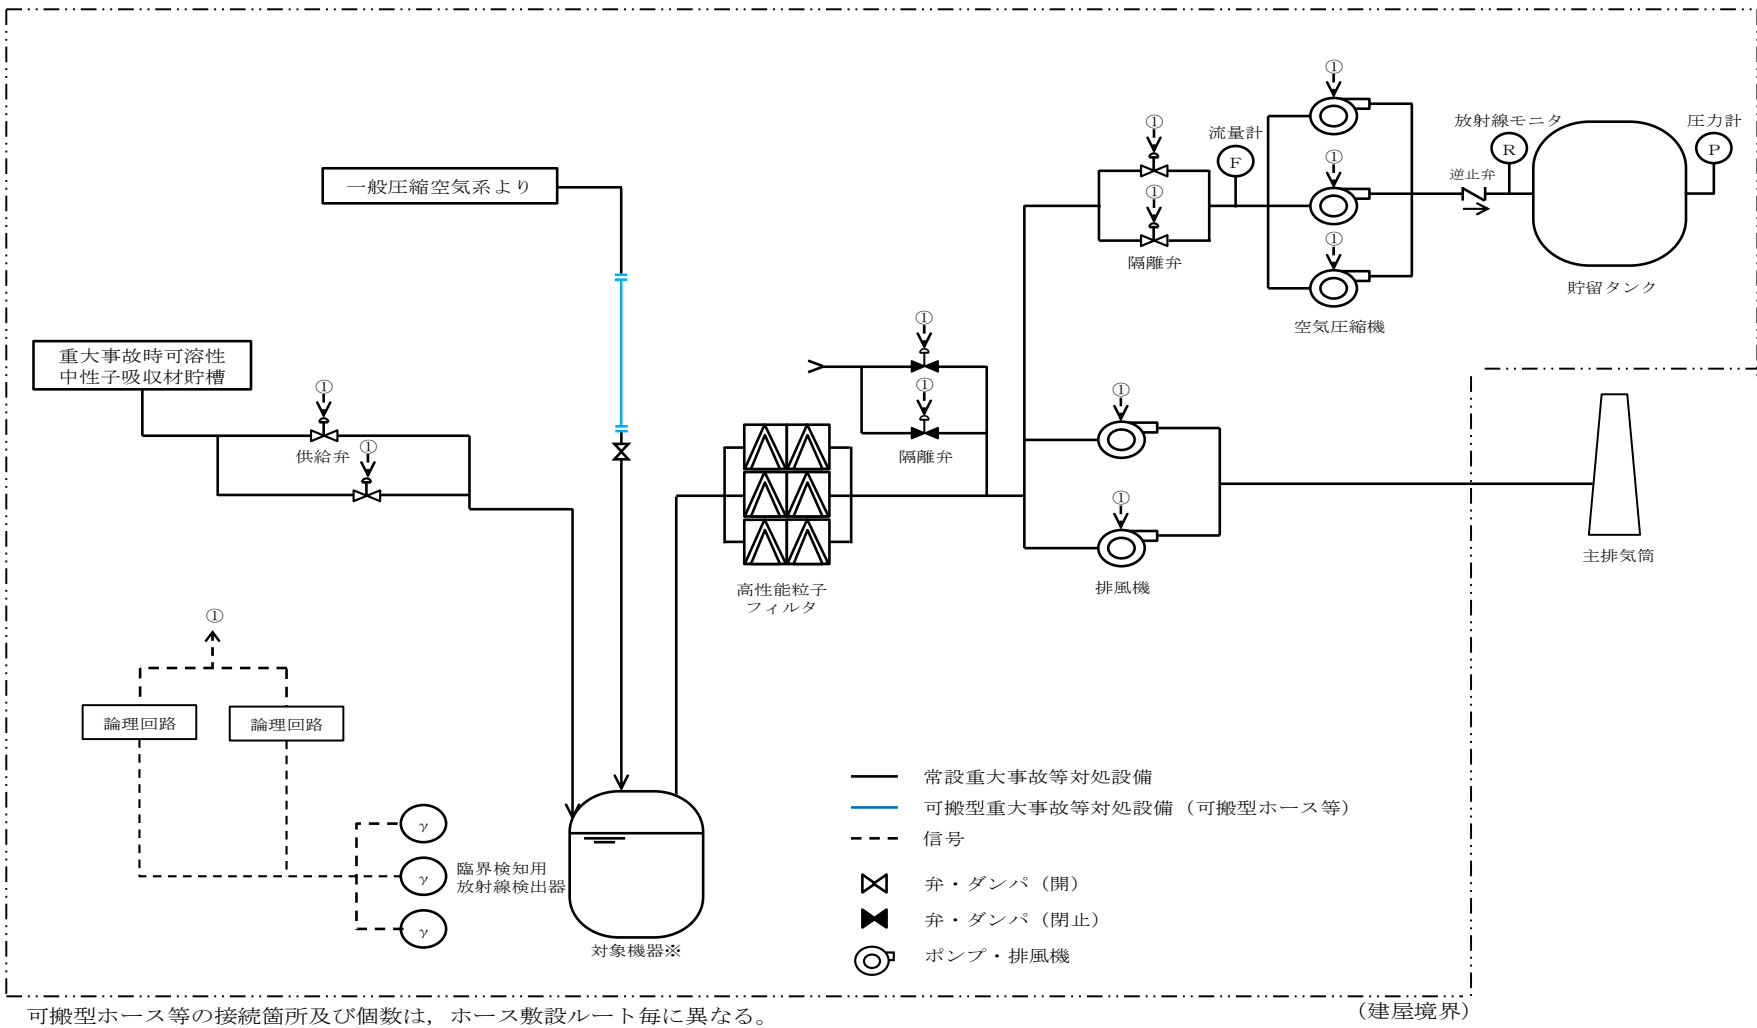 ①
①
①
放射線モニタ
圧力計
流量計
F
R
P
①
逆止弁
一般圧縮空気系より
①
①
隔離弁
貯留タンク
空気圧縮機
①
重大事故時可溶性
中性子吸収材貯槽
①
①
①
供給弁
①
隔離弁
①
主排気筒
高性能粒子
フィルタ
排風機
①
論理回路
論理回路
常設重大事故等対処設備
可搬型重大事故等対処設備（可搬型ホース等）
信号
γ
γ
γ
臨界検知用
放射線検出器
弁・ダンパ（開）
弁・ダンパ（閉止）
対象機器※
ポンプ・排風機
（建屋境界）
可搬型ホース等の接続箇所及び個数は，ホース敷設ルート毎に異なる。